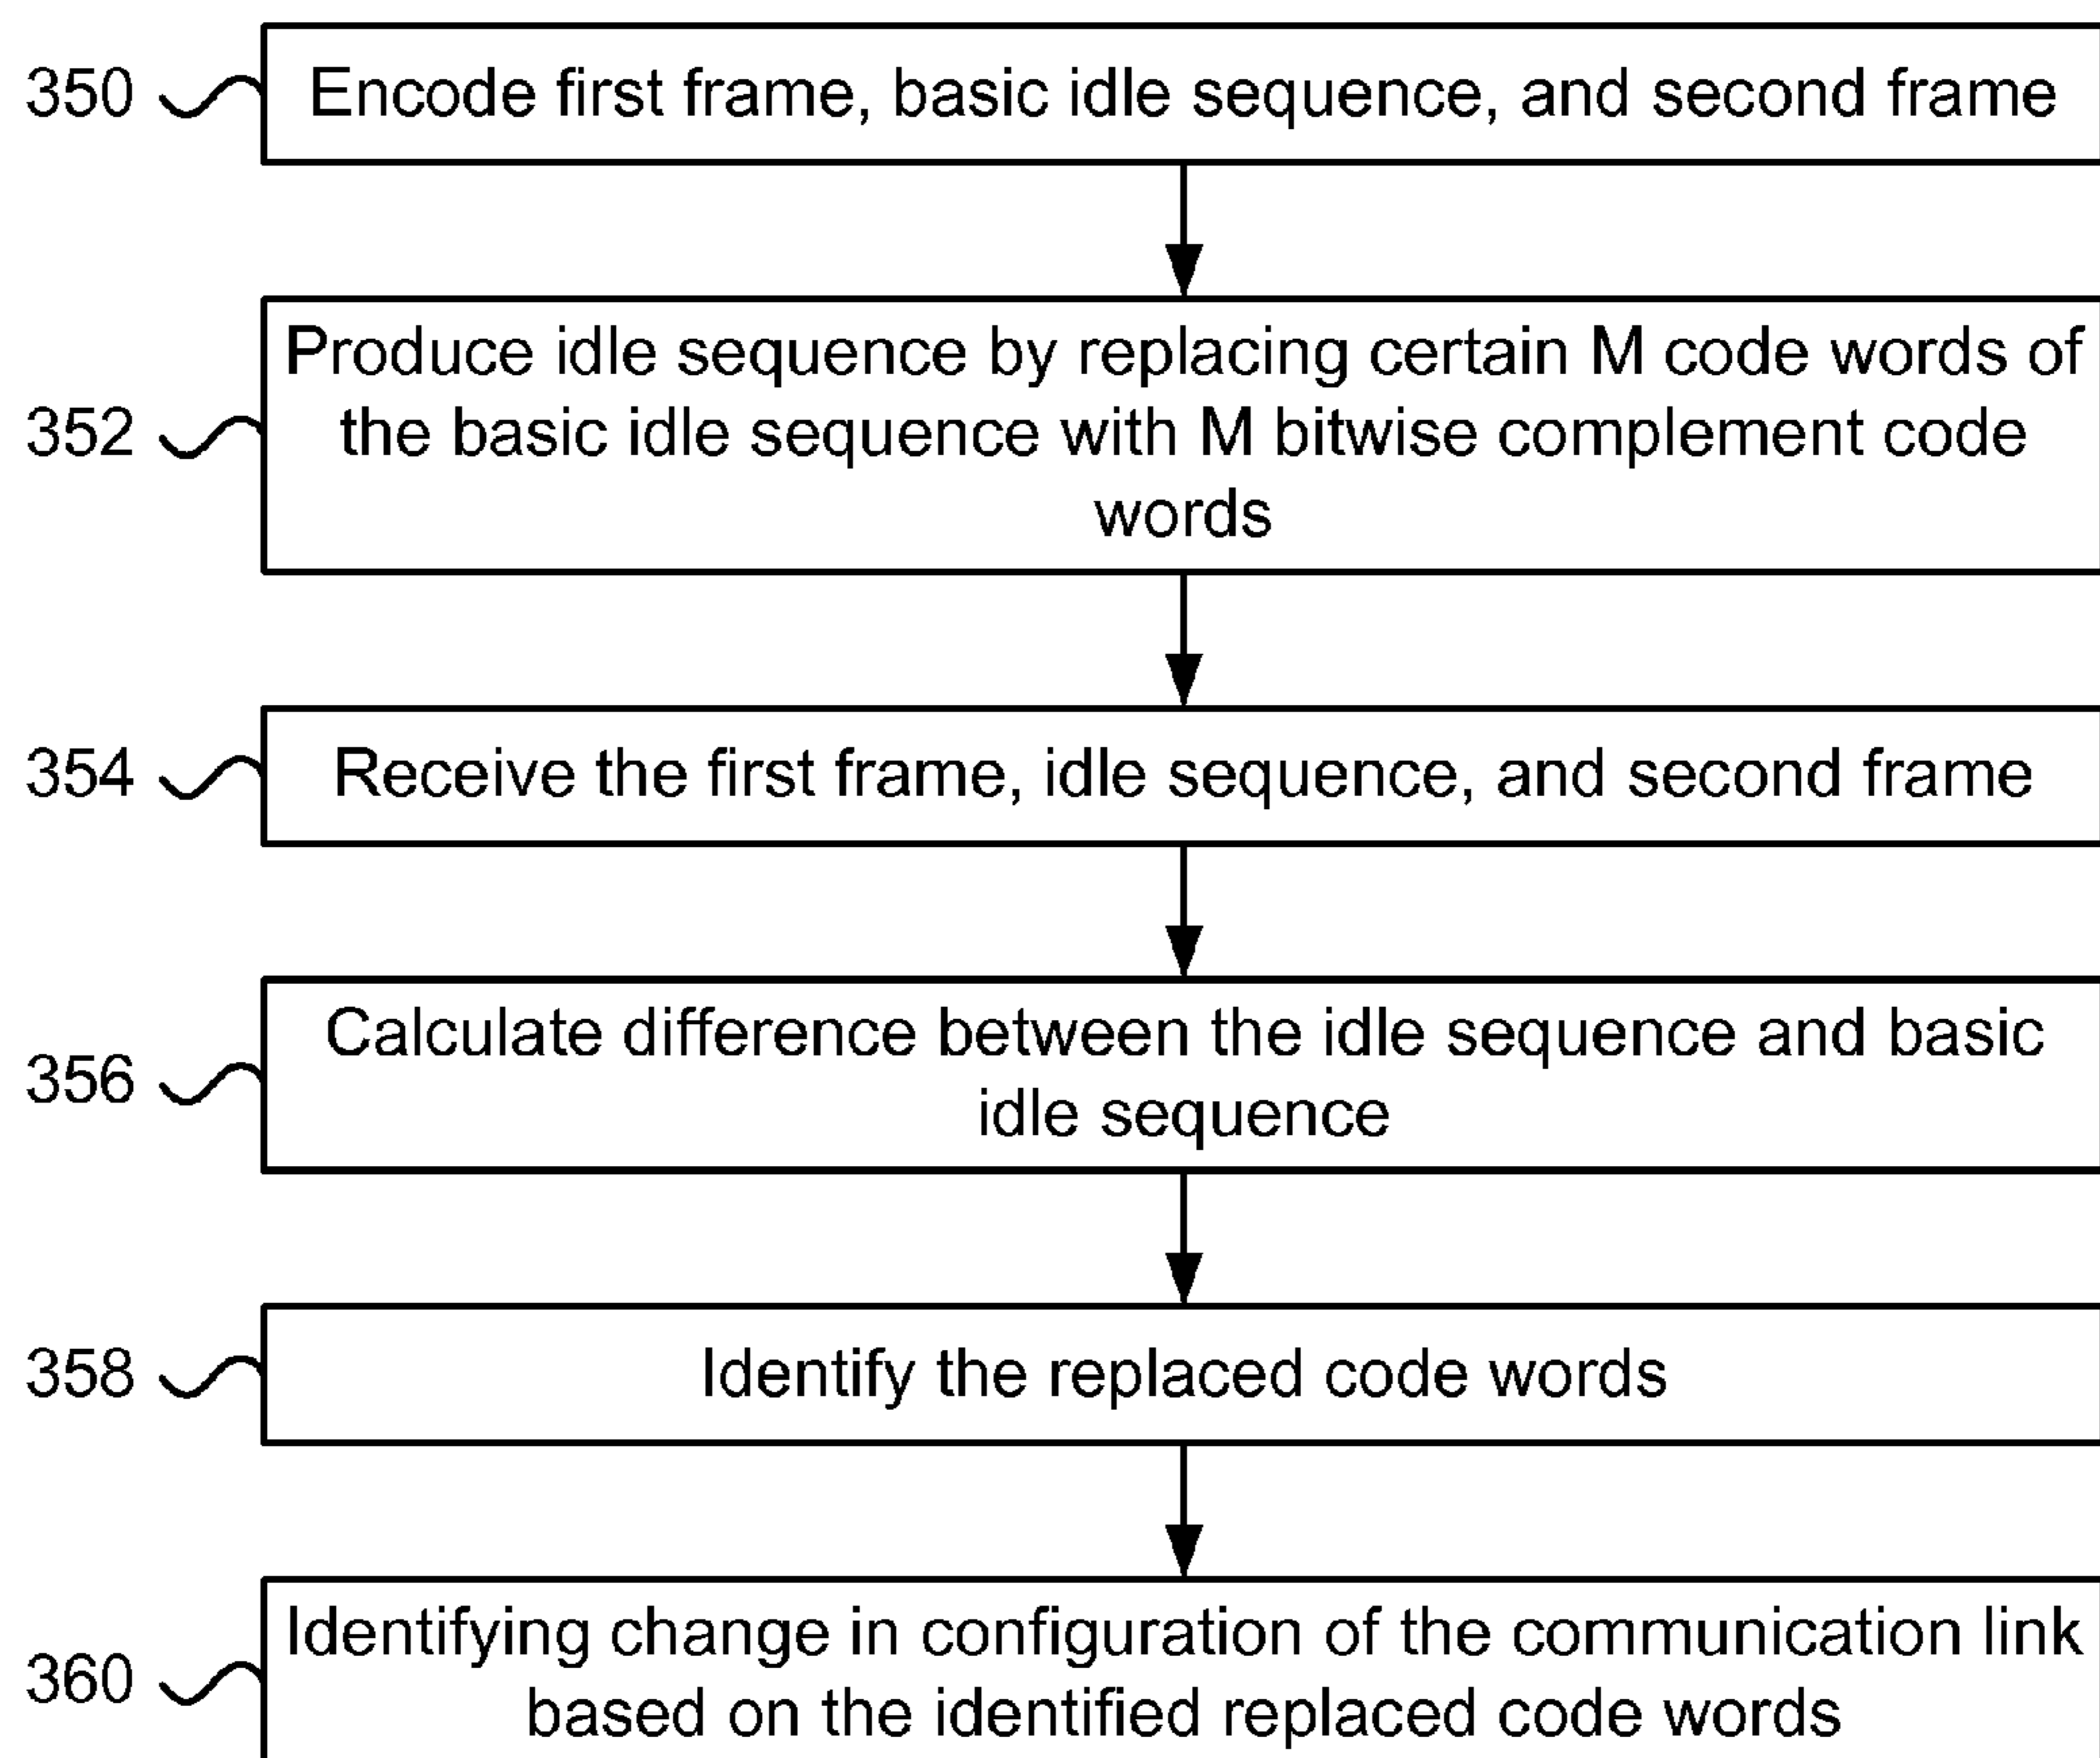 350 Encode first frame, basic idle sequence, and second frame
Produce idle sequence by replacing certain M code words of
352 the basic idle sequence with M bitwise complement code
words
354 Receive the first frame, idle sequence, and second frame
Calculate difference between the idle sequence and basic
356 idle sequence
358 Identify the replaced code words
Identifying change in configuration of the communication link
360 based on the identified replaced code words